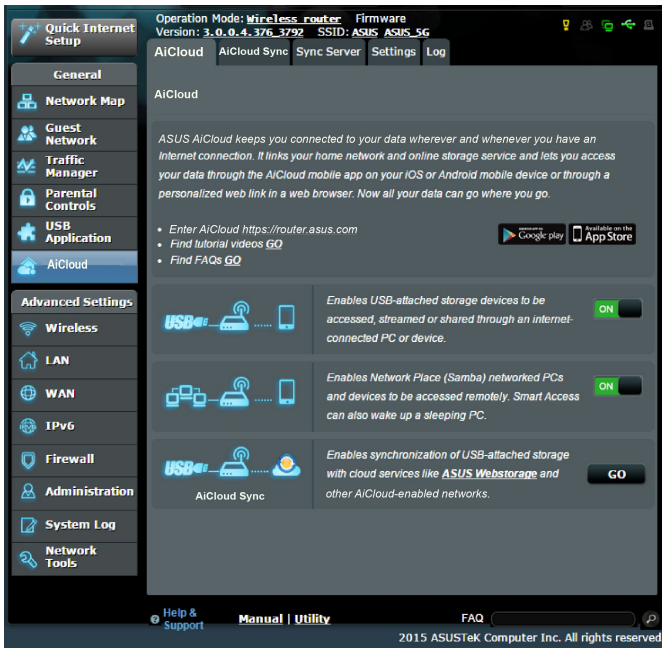 Quick Internet
Setup
Operation Mode: Wireless router Firmware
Version: 3.0.0.4.376_3792 SSID: ASUS ASUS_5G
AiCloud AiCloud Sync Sync Server Settings Log
General
Network Map
Guest
Network
Traffic
Manager
Parental
Controls
USB
Application
AiCloud
Advanced Settings
Wireless
LAN
WAN
IPv6
Firewall
Administration
System Log
Network
Tools
AiCloud
ASUS AiCloud keeps you connected to your data wherever and whenever you have an
Internet connection. It links your home network and online storage service and lets you access
your data through the AiCloud mobile app on your iOS or Android mobile device or through a
personalized web link in a web browser. Now all your data can go where you go.
• Enter AiCloud https://router.asus.com
• Find tutorial videos GO
• Find FAQs GO
Google play
Available on the
App Store
USB
Enables USB-attached storage devices to be
accessed, streamed or shared through an internet-
connected PC or device.
ON
Enables Network Place (Samba) networked PCs
and devices to be accessed remotely. Smart Access
can also wake up a sleeping PC.
ON
USB
AiCloud Sync
Enables synchronization of USB-attached storage
with cloud services like ASUS Webstorage and
other AiCloud-enabled networks.
GO
Help &
Support
Manual | Utility
FAQ
2015 ASUSTeK Computer Inc. All rights reserved